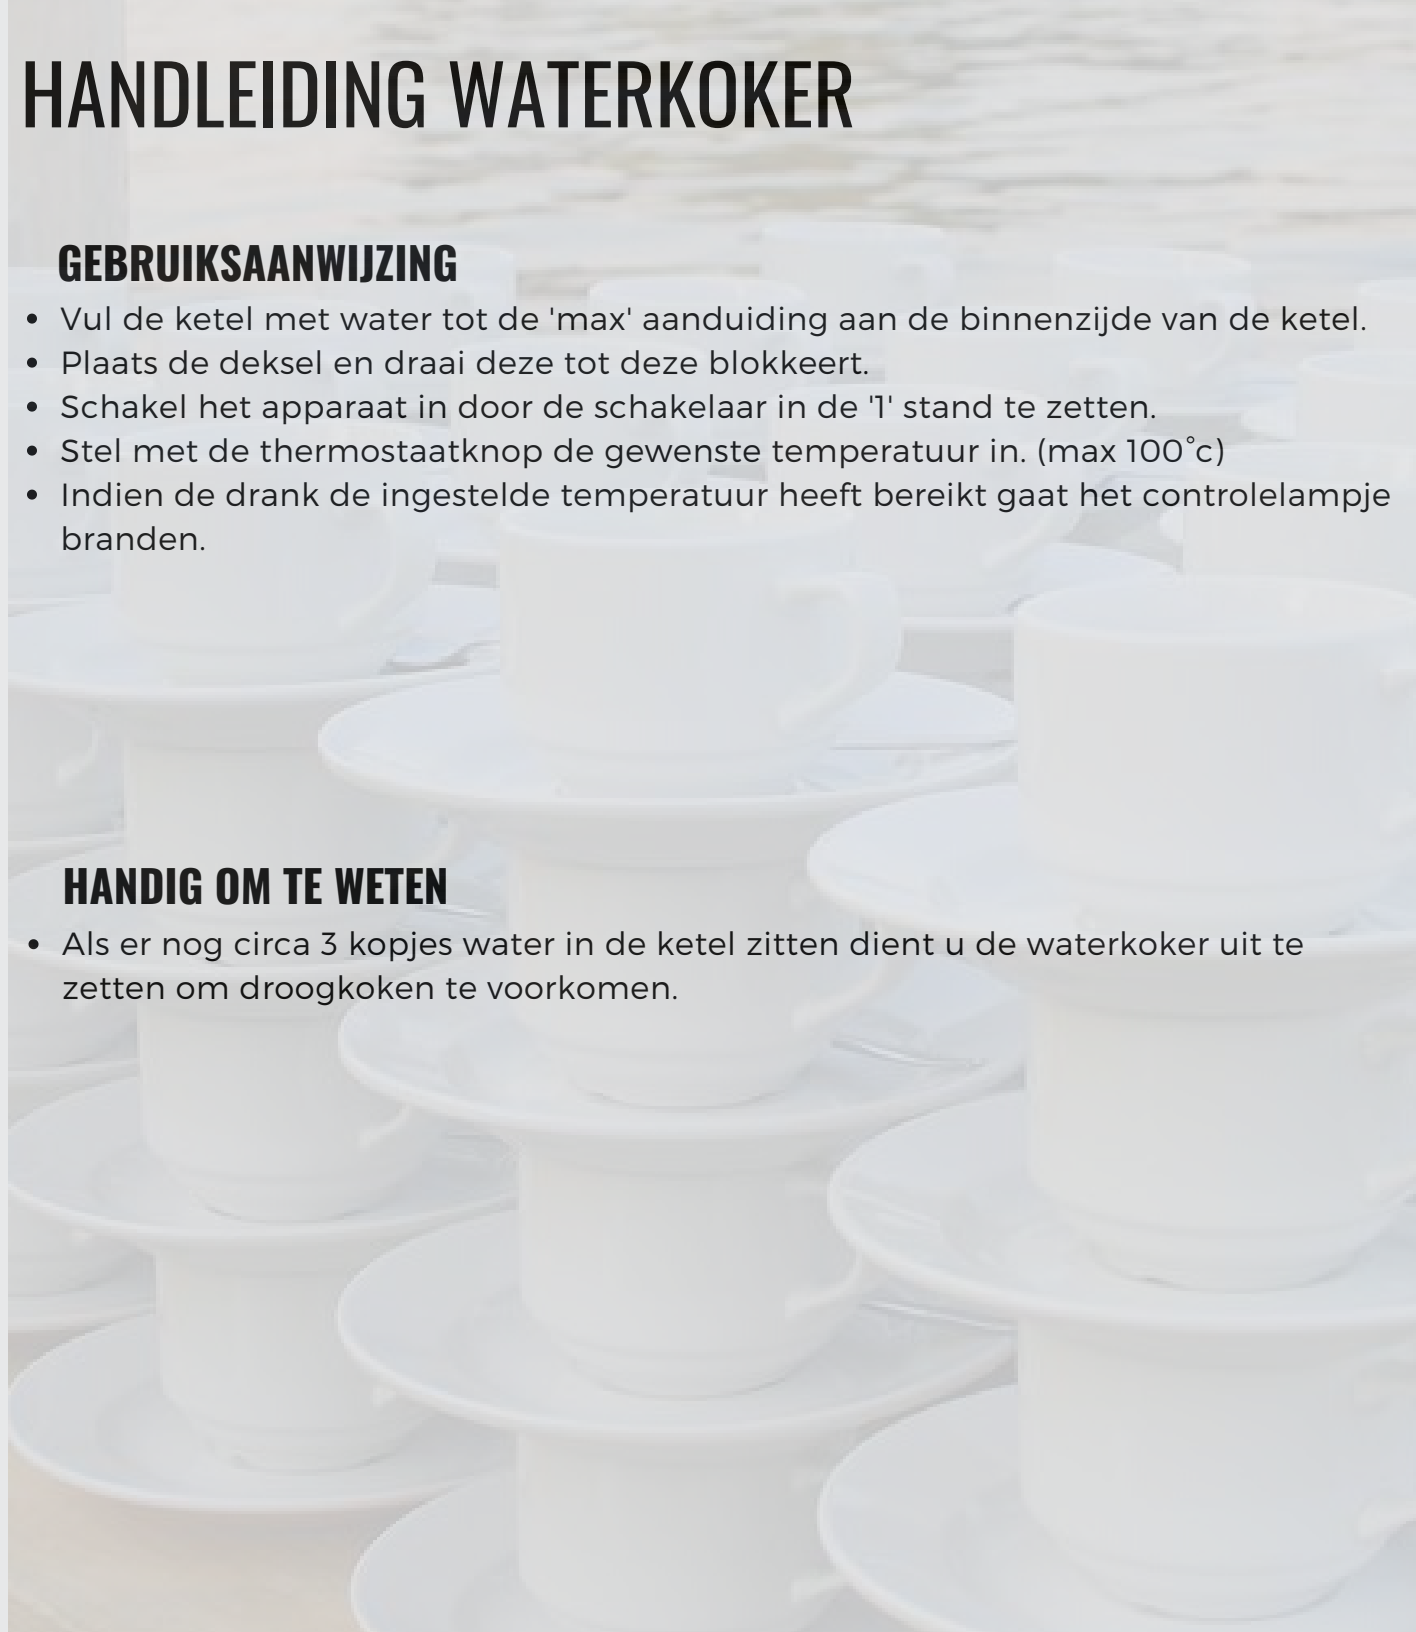 HANDLEIDING WATERKOKER
GEBRUIKSAANWIJZING
• Vul de ketel met water tot de 'max' aanduiding aan de binnenzijde van de ketel.
• Plaats de deksel en draai deze tot deze blokkeert.
• Schakel het apparaat in door de schakelaar in de '1' stand te zetten.
• Stel met de thermostaatknop de gewenste temperatuur in. (max 100°c)
• Indien de drank de ingestelde temperatuur heeft bereikt gaat het controlelampje
branden.
HANDIG OM TE WETEN
• Als er nog circa 3 kopjes water in de ketel zitten dient u de waterkoker uit te
zetten om droogkoken te voorkomen.